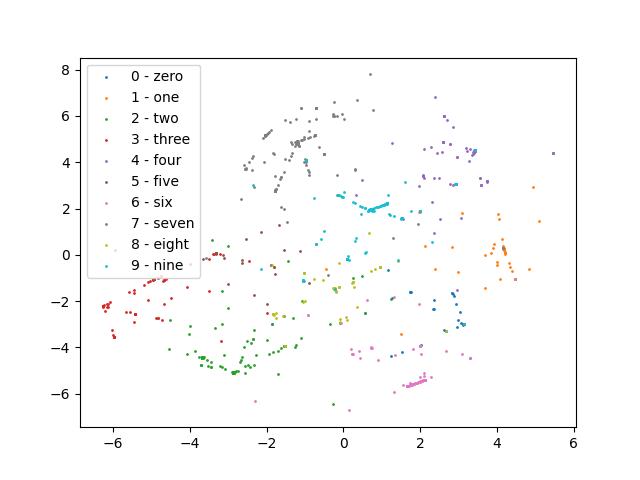 0 - zero
1 - one
2 - two
3 - three
4 - four
5 - five
6 - six
7 - seven
8 - eight
9 - nine
8
6
4
2
0
−2
−4
−6
−6 −4 −2 0 2 4 6